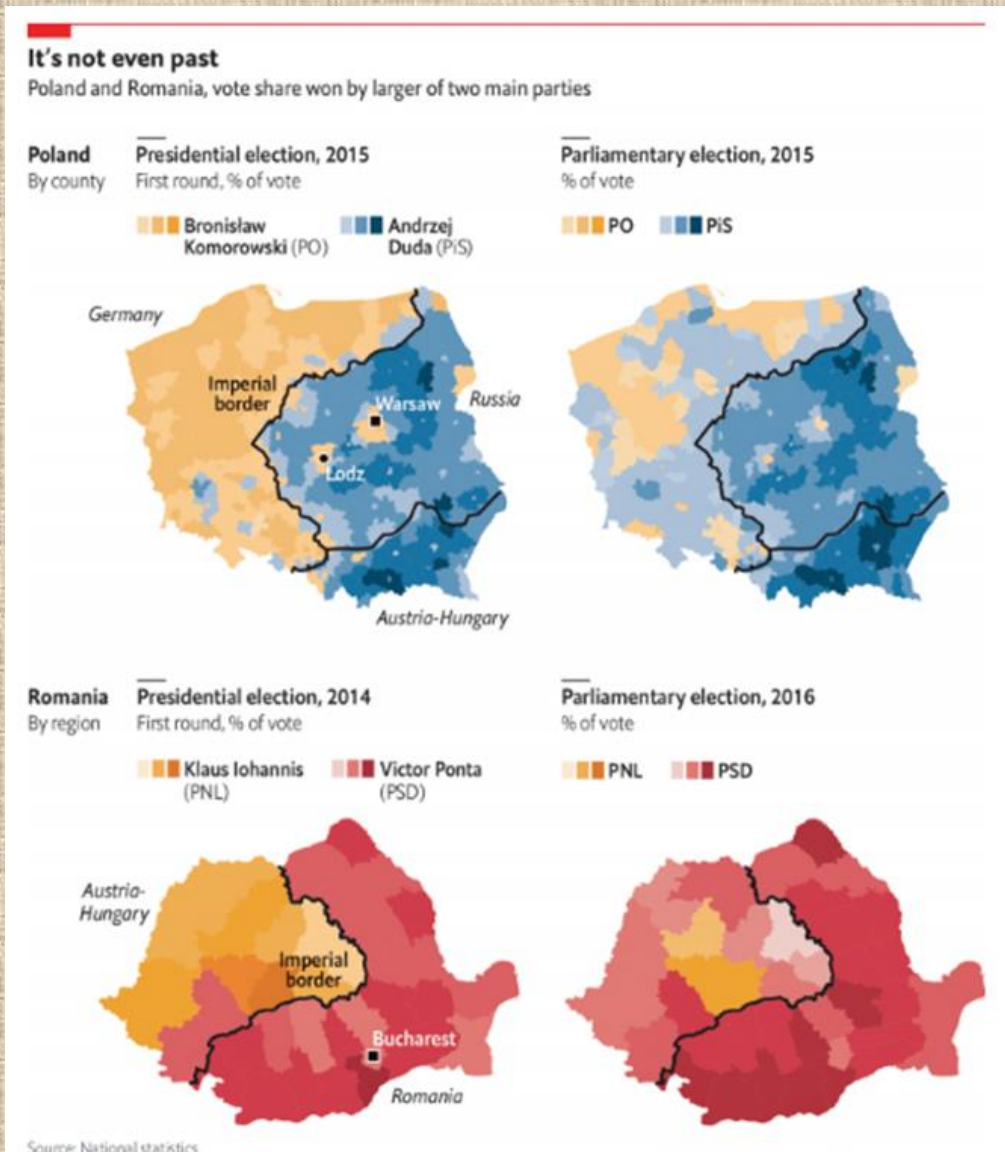 It's not even past
Poland and Romania, vote share won by larger of two main parties
Poland
By county
Presidential election, 2015
First round, % of vote
Bronisław
Komorowski (PO)
Andrzej
Duda (PiS)
Parliamentary election, 2015
% of vote
PO
PiS
Germany
Imperial
border
Warsaw
Russia
Lodz
Austria-Hungary
Romania
By region
Presidential election, 2014
First round, % of vote
Klaus Iohannis
(PNL)
Victor Ponta
(PSD)
Parliamentary election, 2016
% of vote
PNL
PSD
Austria-
Hungary
Imperial
border
Bucharest
Romania
Source: National statistics